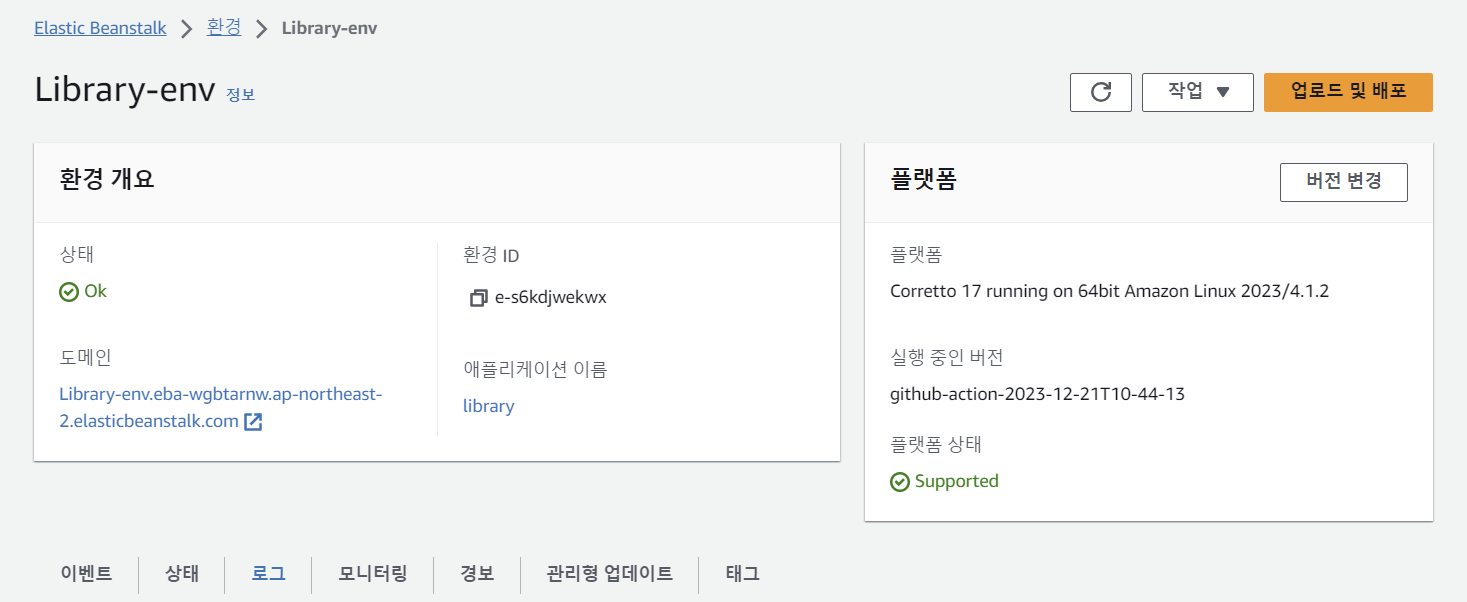 Elastic Beanstalk > 환경 > Library-env
Library-env 정보
작업 ▼
업로드 및 배포
환경 개요
상태
Ok
도메인
Library-env.eba-wgbtarnw.ap-northeast-
2.elasticbeanstalk.com
환경 ID
e-s6kdjwekwx
애플리케이션 이름
library
플랫폼
버전 변경
플랫폼
Corretto 17 running on 64bit Amazon Linux 2023/4.1.2
실행 중인 버전
github-action-2023-12-21T10-44-13
플랫폼 상태
Supported
이벤트 상태 로그 모니터링 경보 관리형 업데이트 태그